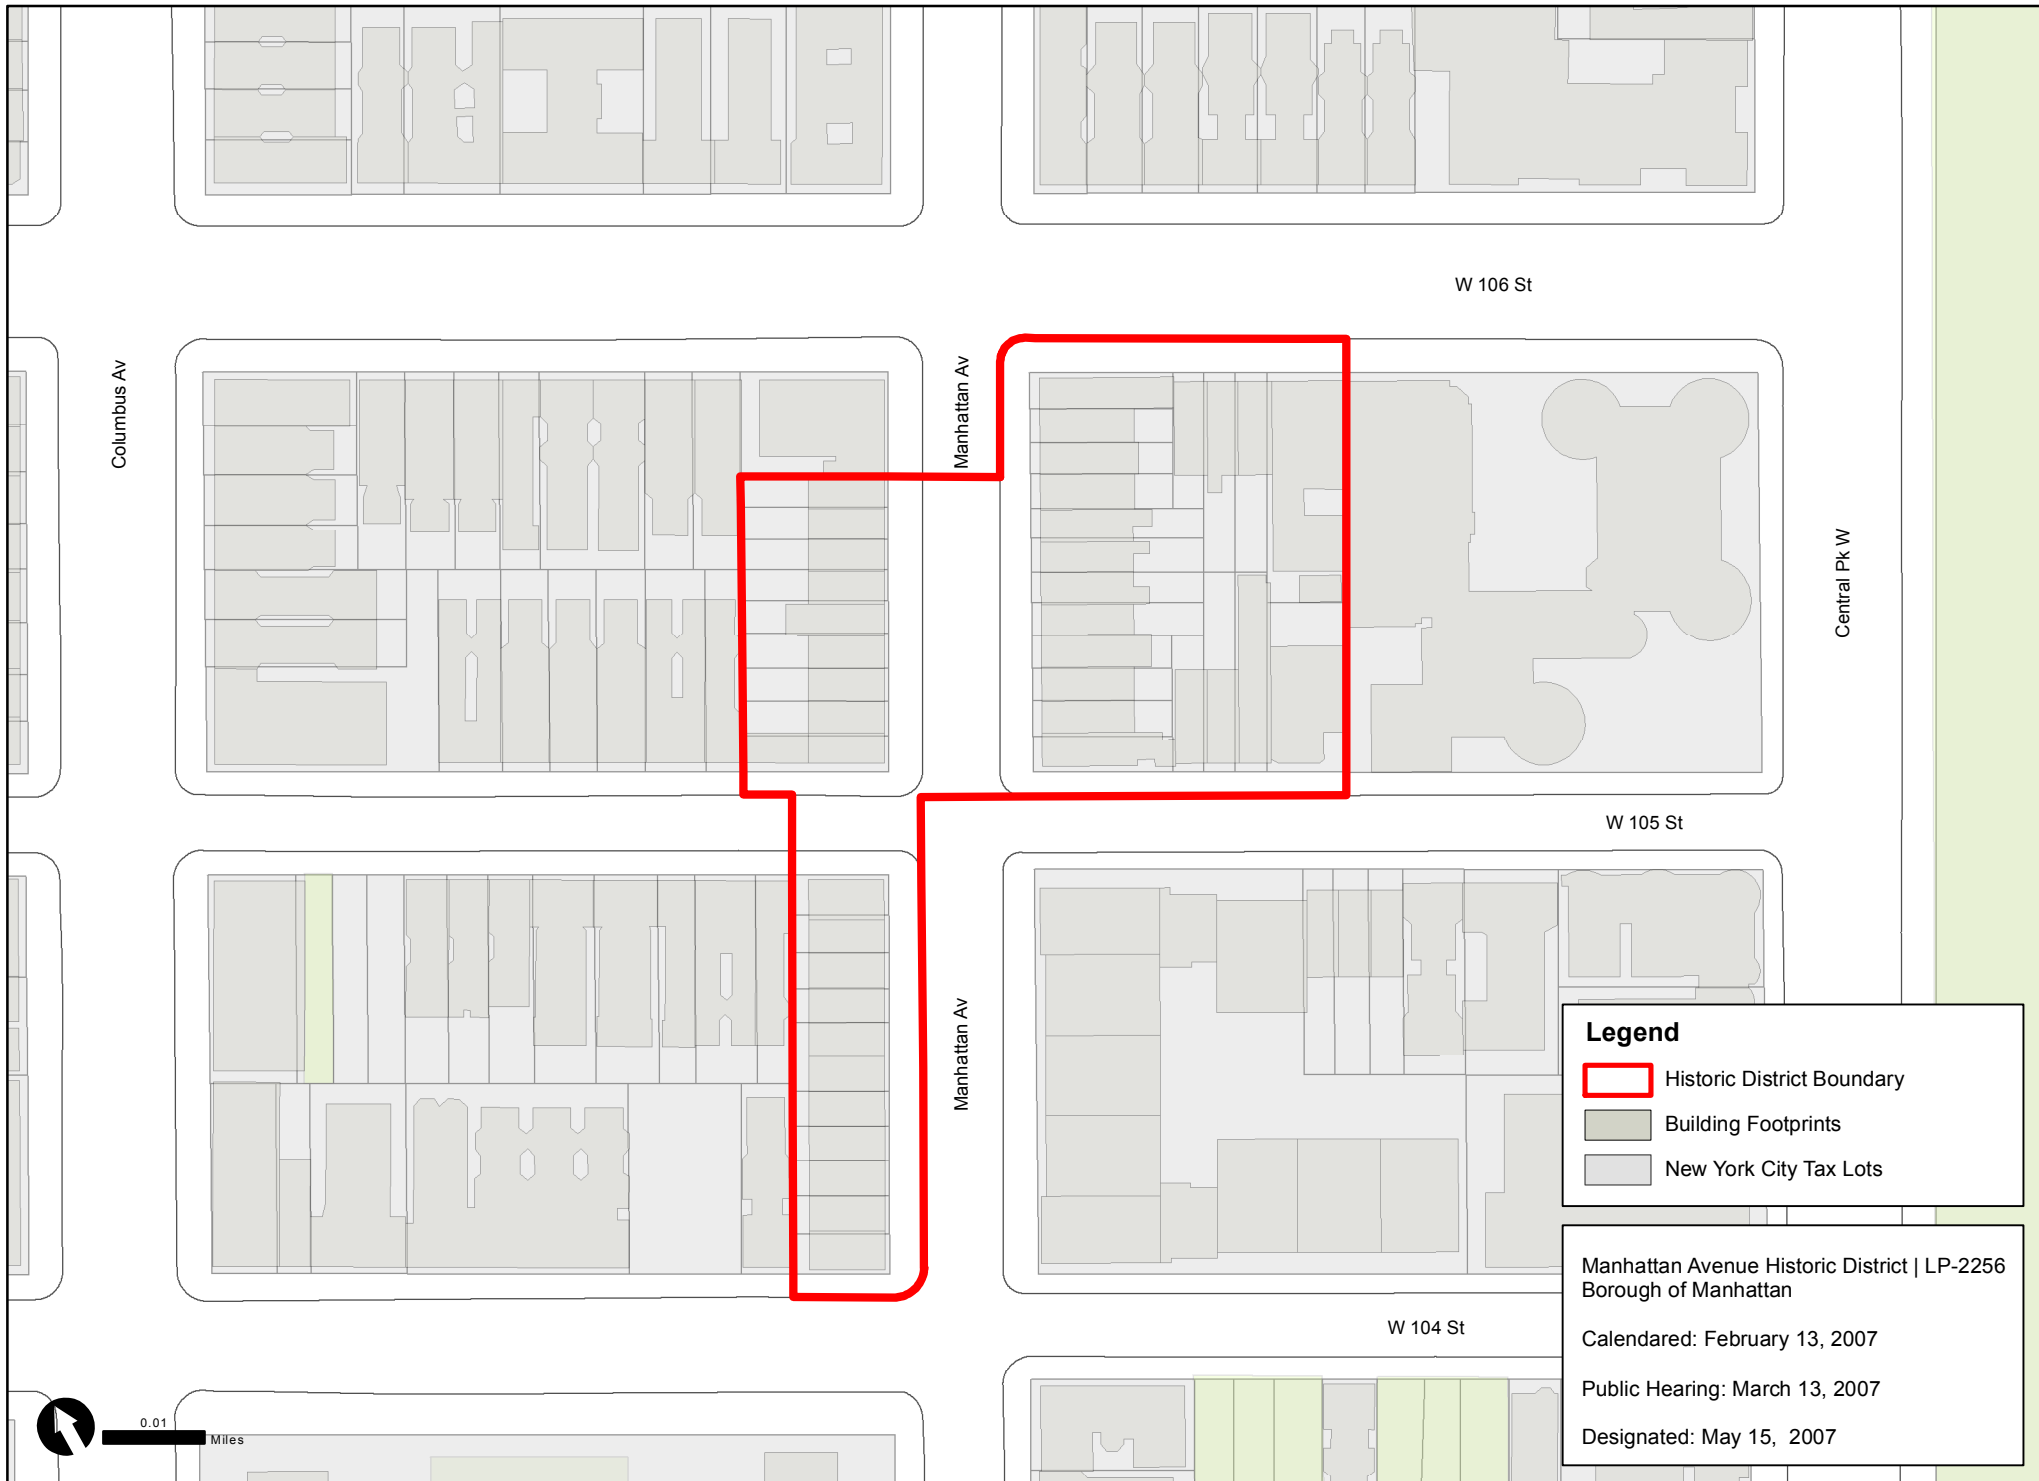 W 106 St
Columbus Av
Manhattan Av
Central Pk W
W 105 St
Manhattan Av
Legend
Historic District Boundary
Building Footprints
New York City Tax Lots
Manhattan Avenue Historic District | LP-2256
Borough of Manhattan
Calendared: February 13, 2007
Public Hearing: March 13, 2007
Designated: May 15, 2007
W 104 St
0.01
Miles